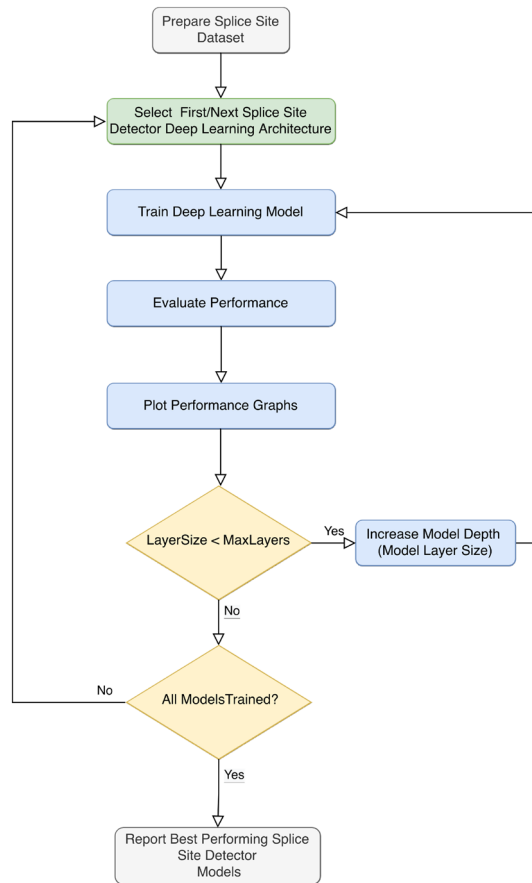 Prepare Splice Site
Dataset
Select First/Next Splice Site
Detector Deep Learning Architecture
Train Deep Learning Model
Evaluate Performance
Plot Performance Graphs
LayerSize < MaxLayers
Yes
Increase Model Depth
(Model Layer Size)
No
No
All ModelsTrained?
Yes
Report Best Performing Splice
Site Detector
Models